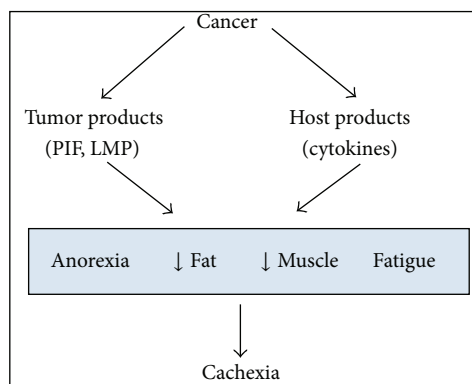 Cancer
Tumor products
(PIF, LMP)
Host products
(cytokines)
Anorexia ↓ Fat ↓ Muscle Fatigue
Cachexia